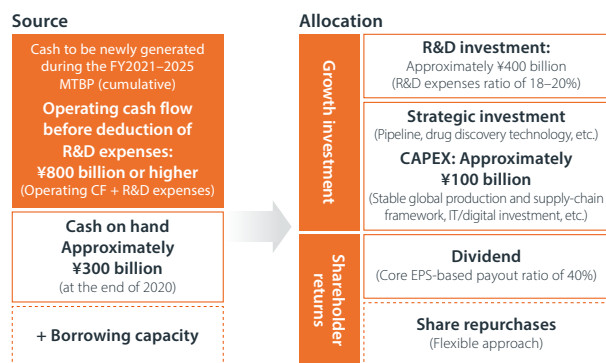 Source
Cash to be newly generated
during the FY2021–2025
MTBP (cumulative)
Operating cash flow
before deduction of
R&D expenses:
¥800 billion or higher
(Operating CF + R&D expenses)
Cash on hand
Approximately
¥300 billion
(at the end of 2020)
+ Borrowing capacity
Allocation
Growth investment
R&D investment:
Approximately ¥400 billion
(R&D expenses ratio of 18–20%)
Strategic investment
(Pipeline, drug discovery technology, etc.)
CAPEX: Approximately
¥100 billion
(Stable global production and supply-chain
framework, IT/digital investment, etc.)
Shareholder
returns
Dividend
(Core EPS-based payout ratio of 40%)
Share repurchases
(Flexible approach)